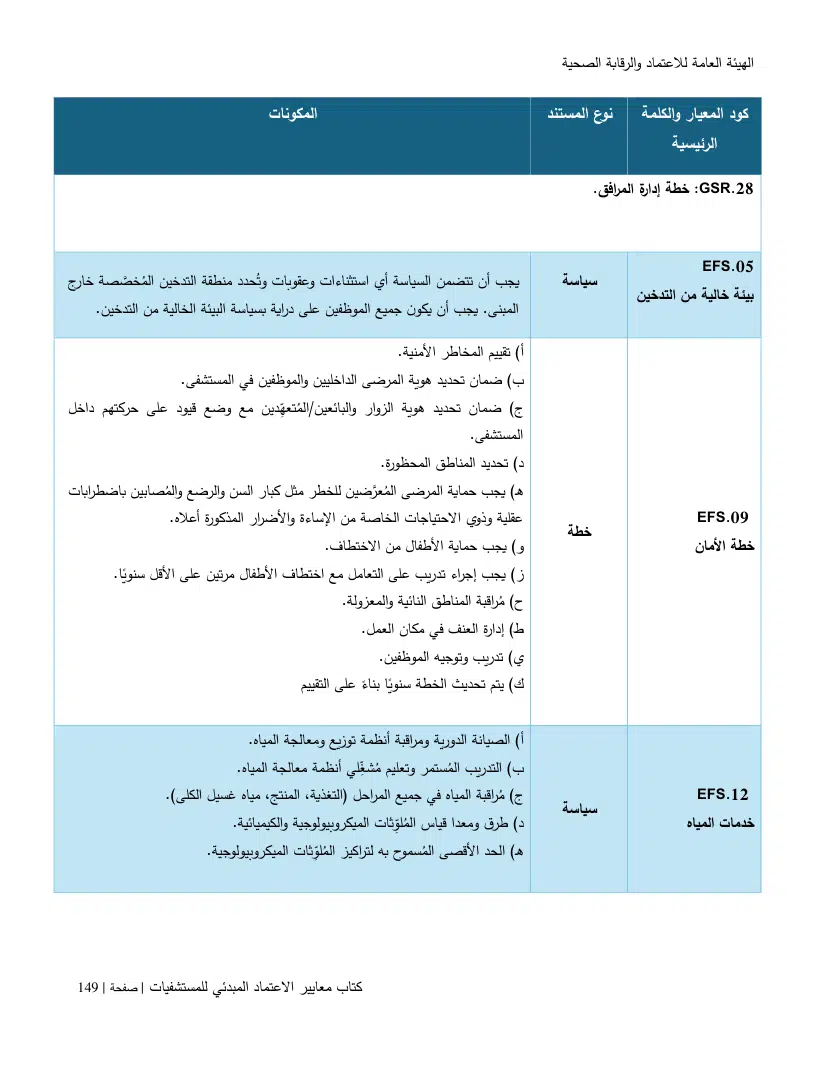 الهيئة العامة للاعتماد والرقابة الصحية
كود المعيار والكلمة الرئيسية
نوع المستند
المكونات
GSR.28: خطة إدارة المرافق.
EFS.05
بيئة خالية من التدخين
سياسة
يجب أن تتضمن السياسة أي استثناءات وعقوبات وتُحدد منطقة التدخين المُخصَّصة خارج
المبنى. يجب أن يكون جميع الموظفين على دراية بسياسة البيئة الخالية من التدخين.
EFS.09
خطة الأمان
خطة
أ) تقييم المخاطر الأمنية.
ب) ضمان تحديد هوية المرضى الداخليين والموظفين في المستشفى.
ج) ضمان تحديد هوية الزوار والبائعين/المُتعهّدين مع وضع قيود على حركتهم داخل
المستشفى.
د) تحديد المناطق المحظورة.
ه) يجب حماية المرضى المُعرَّضين للخطر مثل كبار السن والرضع والمُصابين باضطرابات
عقلية وذوي الاحتياجات الخاصة من الإساءة والأضرار المذكورة أعلاه.
و) يجب حماية الأطفال من الاختطاف.
ز) يجب إجراء تدريب على التعامل مع اختطاف الأطفال مرتين على الأقل سنويًا.
ح) مُراقبة المناطق النائية والمعزولة.
ط) إدارة العنف في مكان العمل.
ي) تدريب وتوجيه الموظفين.
ك) يتم تحديث الخطة سنويًا بناءً على التقييم
EFS.12
خدمات المياه
سياسة
أ) الصيانة الدورية ومراقبة أنظمة توزيع ومعالجة المياه.
ب) التدريب المُستمر وتعليم مُشغِّلي أنظمة معالجة المياه.
ج) مُراقبة المياه في جميع المراحل (التغذية، المنتج، مياه غسيل الكلى).
د) طرق ومعدا قياس المُلوِّثات الميكروبيولوجية والكيميائية.
ه) الحد الأقصى المُسموح به لتراكيز المُلوِّثات الميكروبيولوجية.
كتاب معايير الاعتماد المبدئي للمستشفيات | صفحة | 149